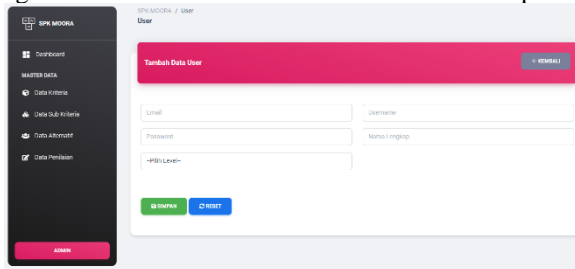 SPK MOORA / User
User
SPK MOORA
Dashboard
MASTER DATA
Data Kriteria
Data Sub Kriteria
Data Alternatif
Data Penilaian
ADMIN
Tambah Data User
KEMBALI
Email
Username
Password
Nama Lengkap
--Pilih Level--
SIMPAN
RESET